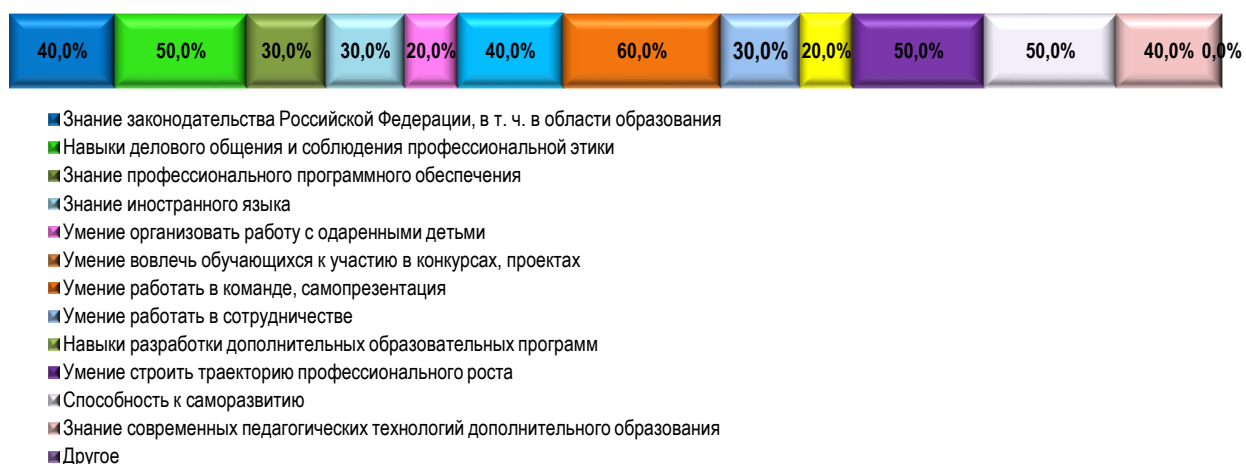 40,0% 50,0% 30,0% 30,0% 20,0% 40,0% 60,0% 30,0% 20,0% 50,0% 50,0% 40,0% 0,0%
Знание законодательства Российской Федерации, в т. ч. в области образования
Навыки делового общения и соблюдения профессиональной этики
Знание профессионального программного обеспечения
Знание иностранного языка
Умение организовать работу с одаренными детьми
Умение вовлечь обучающихся к участию в конкурсах, проектах
Умение работать в команде, самопрезентация
Умение работать в сотрудничестве
Навыки разработки дополнительных образовательных программ
Умение строить траекторию профессионального роста
Способность к саморазвитию
Знание современных педагогических технологий дополнительного образования
Другое